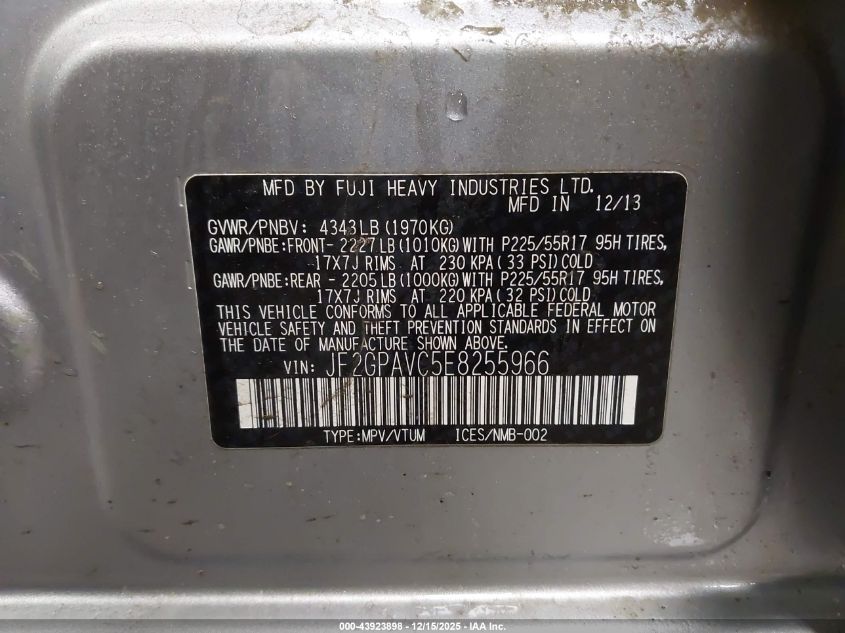 MFD BY FUJI HEAVY INDUSTRIES LTD.
MFD IN 12/13
GVWR/PNBV: 4343LB (1970KG)
GAWR/PNBE:FRONT- 2227LB (1010KG) WITH P225/55R17 95H TIRES,
17X7J RIMS AT 230 KPA (33 PSI) COLD
GAWR/PNBE:REAR - 2205LB (1000KG) WITH P225/55R17 95H TIRES,
17X7J RIMS AT 220 KPA (32 PSI) COLD
THIS VEHICLE CONFORMS TO ALL APPLICABLE FEDERAL MOTOR
VEHICLE SAFETY AND THEFT PREVENTION STANDARDS IN EFFECT ON
THE DATE OF MANUFACTURE SHOWN ABOVE.
VIN: JF2GPAVC5E8255966
TYPE:MPV/VTUM ICES/NMB-002
000-43923898 - 12/15/2025 - IAA Inc.